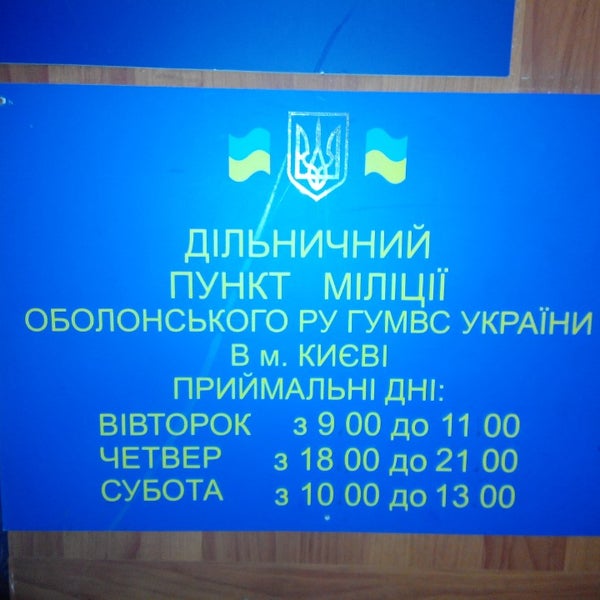 ДІЛЬНИЧНИЙ
ПУНКТ МІЛІЦІЇ
ОБОЛОНСЬКОГО РУ ГУМВС УКРАЇНИ
В м. КИЄВІ
ПРИЙМАЛЬНІ ДНІ:
ВІВТОРОК з 9 00 до 11 00
ЧЕТВЕР з 18 00 до 21 00
СУБОТА з 10 00 до 13 00